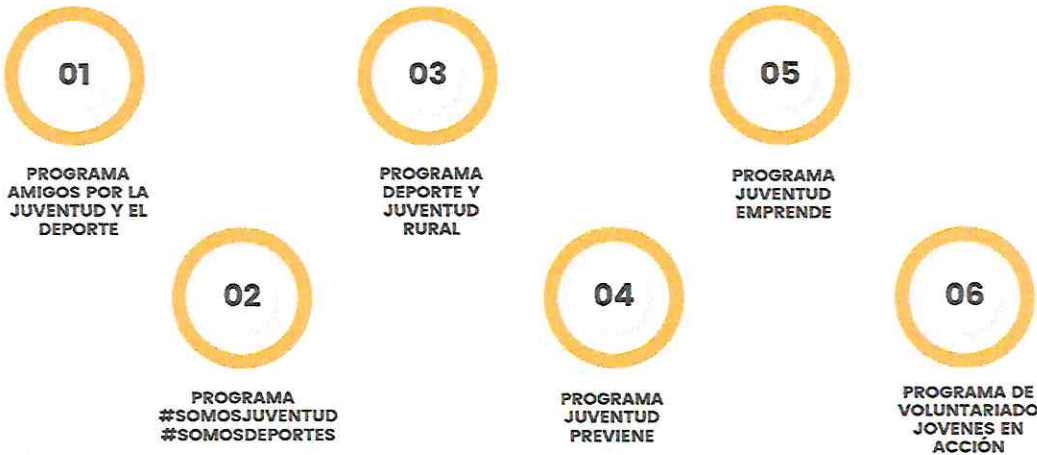 01
PROGRAMA
AMIGOS POR LA
JUVENTUD Y EL
DEPORTE
02
PROGRAMA
#SOMOSJUVENTUD
#SOMOSDEPORTES
03
PROGRAMA
DEPORTE Y
JUVENTUD
RURAL
04
PROGRAMA
JUVENTUD
PREVIENE
05
PROGRAMA
JUVENTUD
EMPRENDE
06
PROGRAMA DE
VOLUNTARIADO
JOVENES EN
ACCIÓN